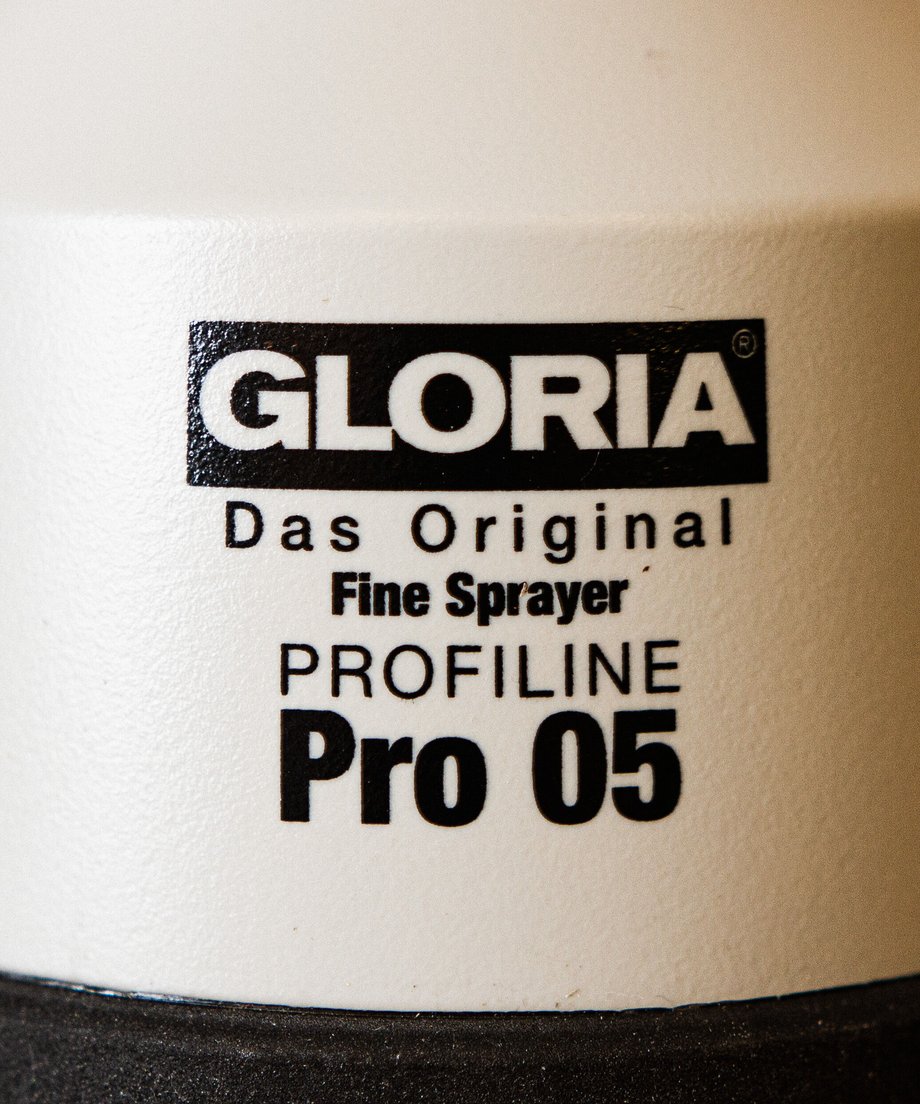 GLORIA®
Das Original
Fine Sprayer
PROFILINE
Pro 05